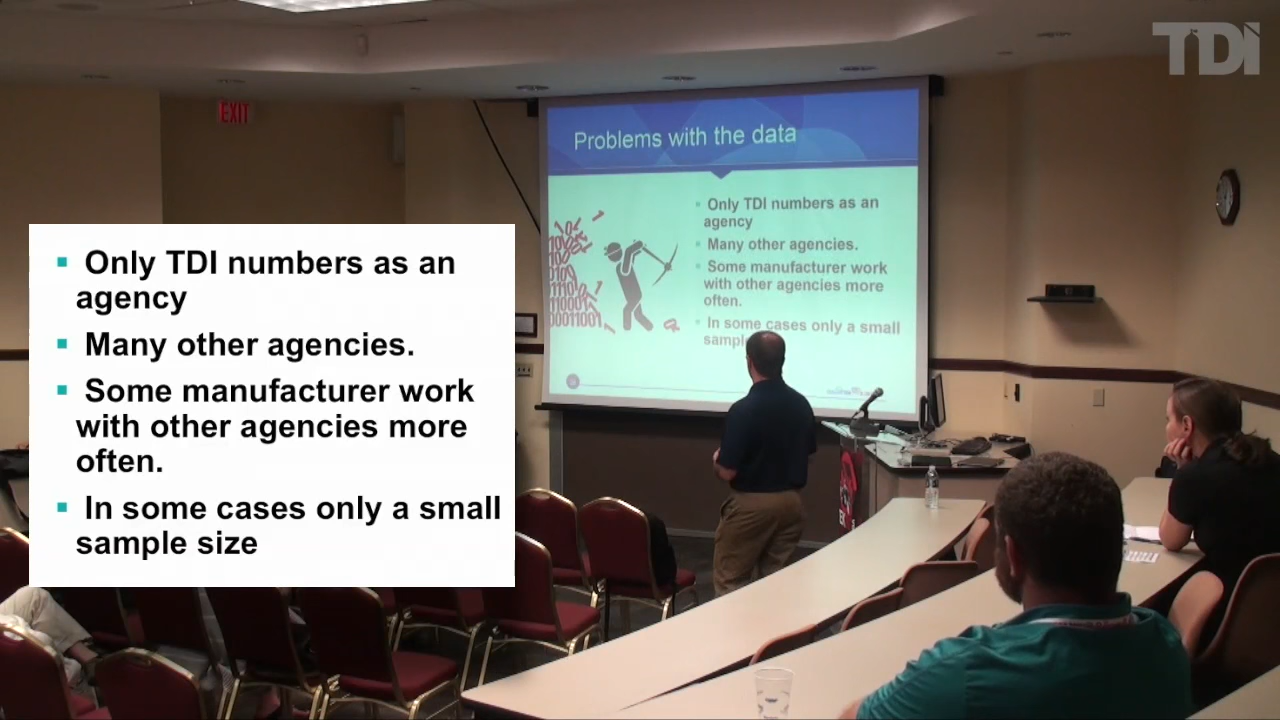 TDI
EXIT
Problems with the data
Only TDI numbers as an
agency
Many other agencies.
Some manufacturer work
with other agencies more
often.
In some cases only a small
sample
Only TDI numbers as an
agency
Many other agencies.
Some manufacturer work
with other agencies more
often.
In some cases only a small
sample size